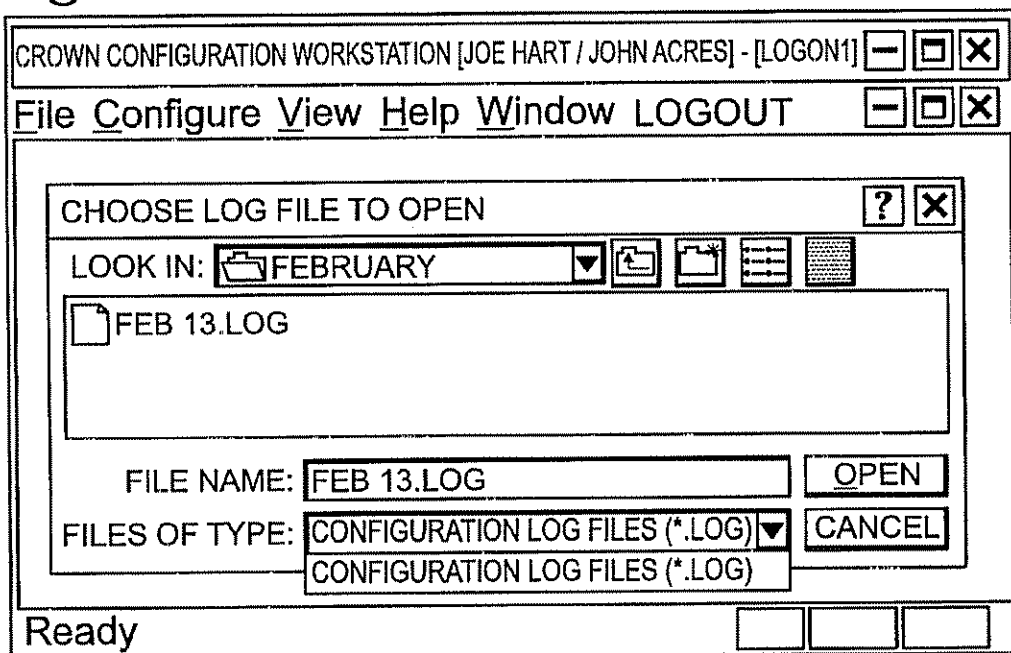 CROWN CONFIGURATION WORKSTATION [JOE HART / JOHN ACRES] - [LOGON1]
File Configure View Help Window LOGOUT
CHOOSE LOG FILE TO OPEN
LOOK IN: FEBRUARY
FEB 13.LOG
FILE NAME: FEB 13.LOG OPEN
FILES OF TYPE: CONFIGURATION LOG FILES (*.LOG) CANCEL
CONFIGURATION LOG FILES (*.LOG)
Ready